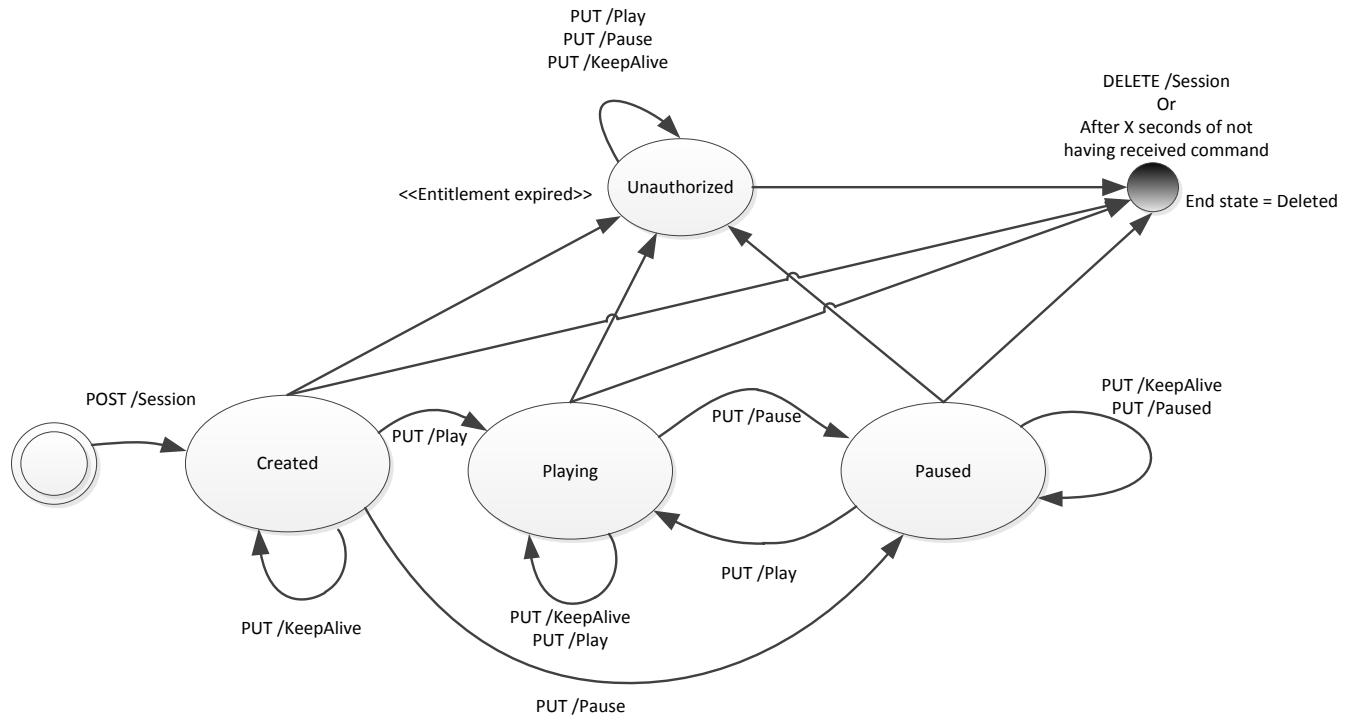 PUT /Play
PUT /Pause
PUT /KeepAlive
DELETE /Session
Or
After X seconds of not
having received command
Unauthorized
<<Entitlement expired>>
End state = Deleted
POST /Session
PUT /Play
PUT /Pause
PUT /KeepAlive
PUT /Paused
Created
Playing
Paused
PUT /Play
PUT /KeepAlive
PUT /KeepAlive
PUT /Play
PUT /Pause